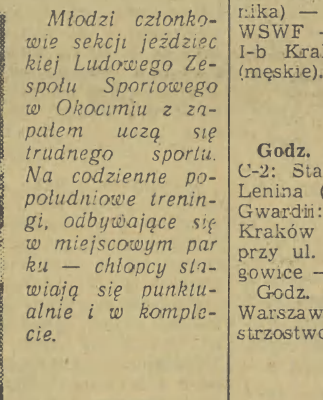 Młodzi członko-
wie sekcji jeździec
kiej Ludowego Ze-
społu Sportowego
w Okocimiu z za-
pałem uczą się
trudnego sportu.
Na codzienne po-
południowe trenin-
gi, odbywające się
w miejscowym par
ku — chłopcy sta-
wiają się punktu-
alnie i w komple-
cie.
nika) —
WSWF -
I-b Kra
(męskie).
Godz.
C-2: Sta
Lenina (
Gwardii:
Kraków
przy ul.
gowice —
Godz.
Warszaw
strzostwo